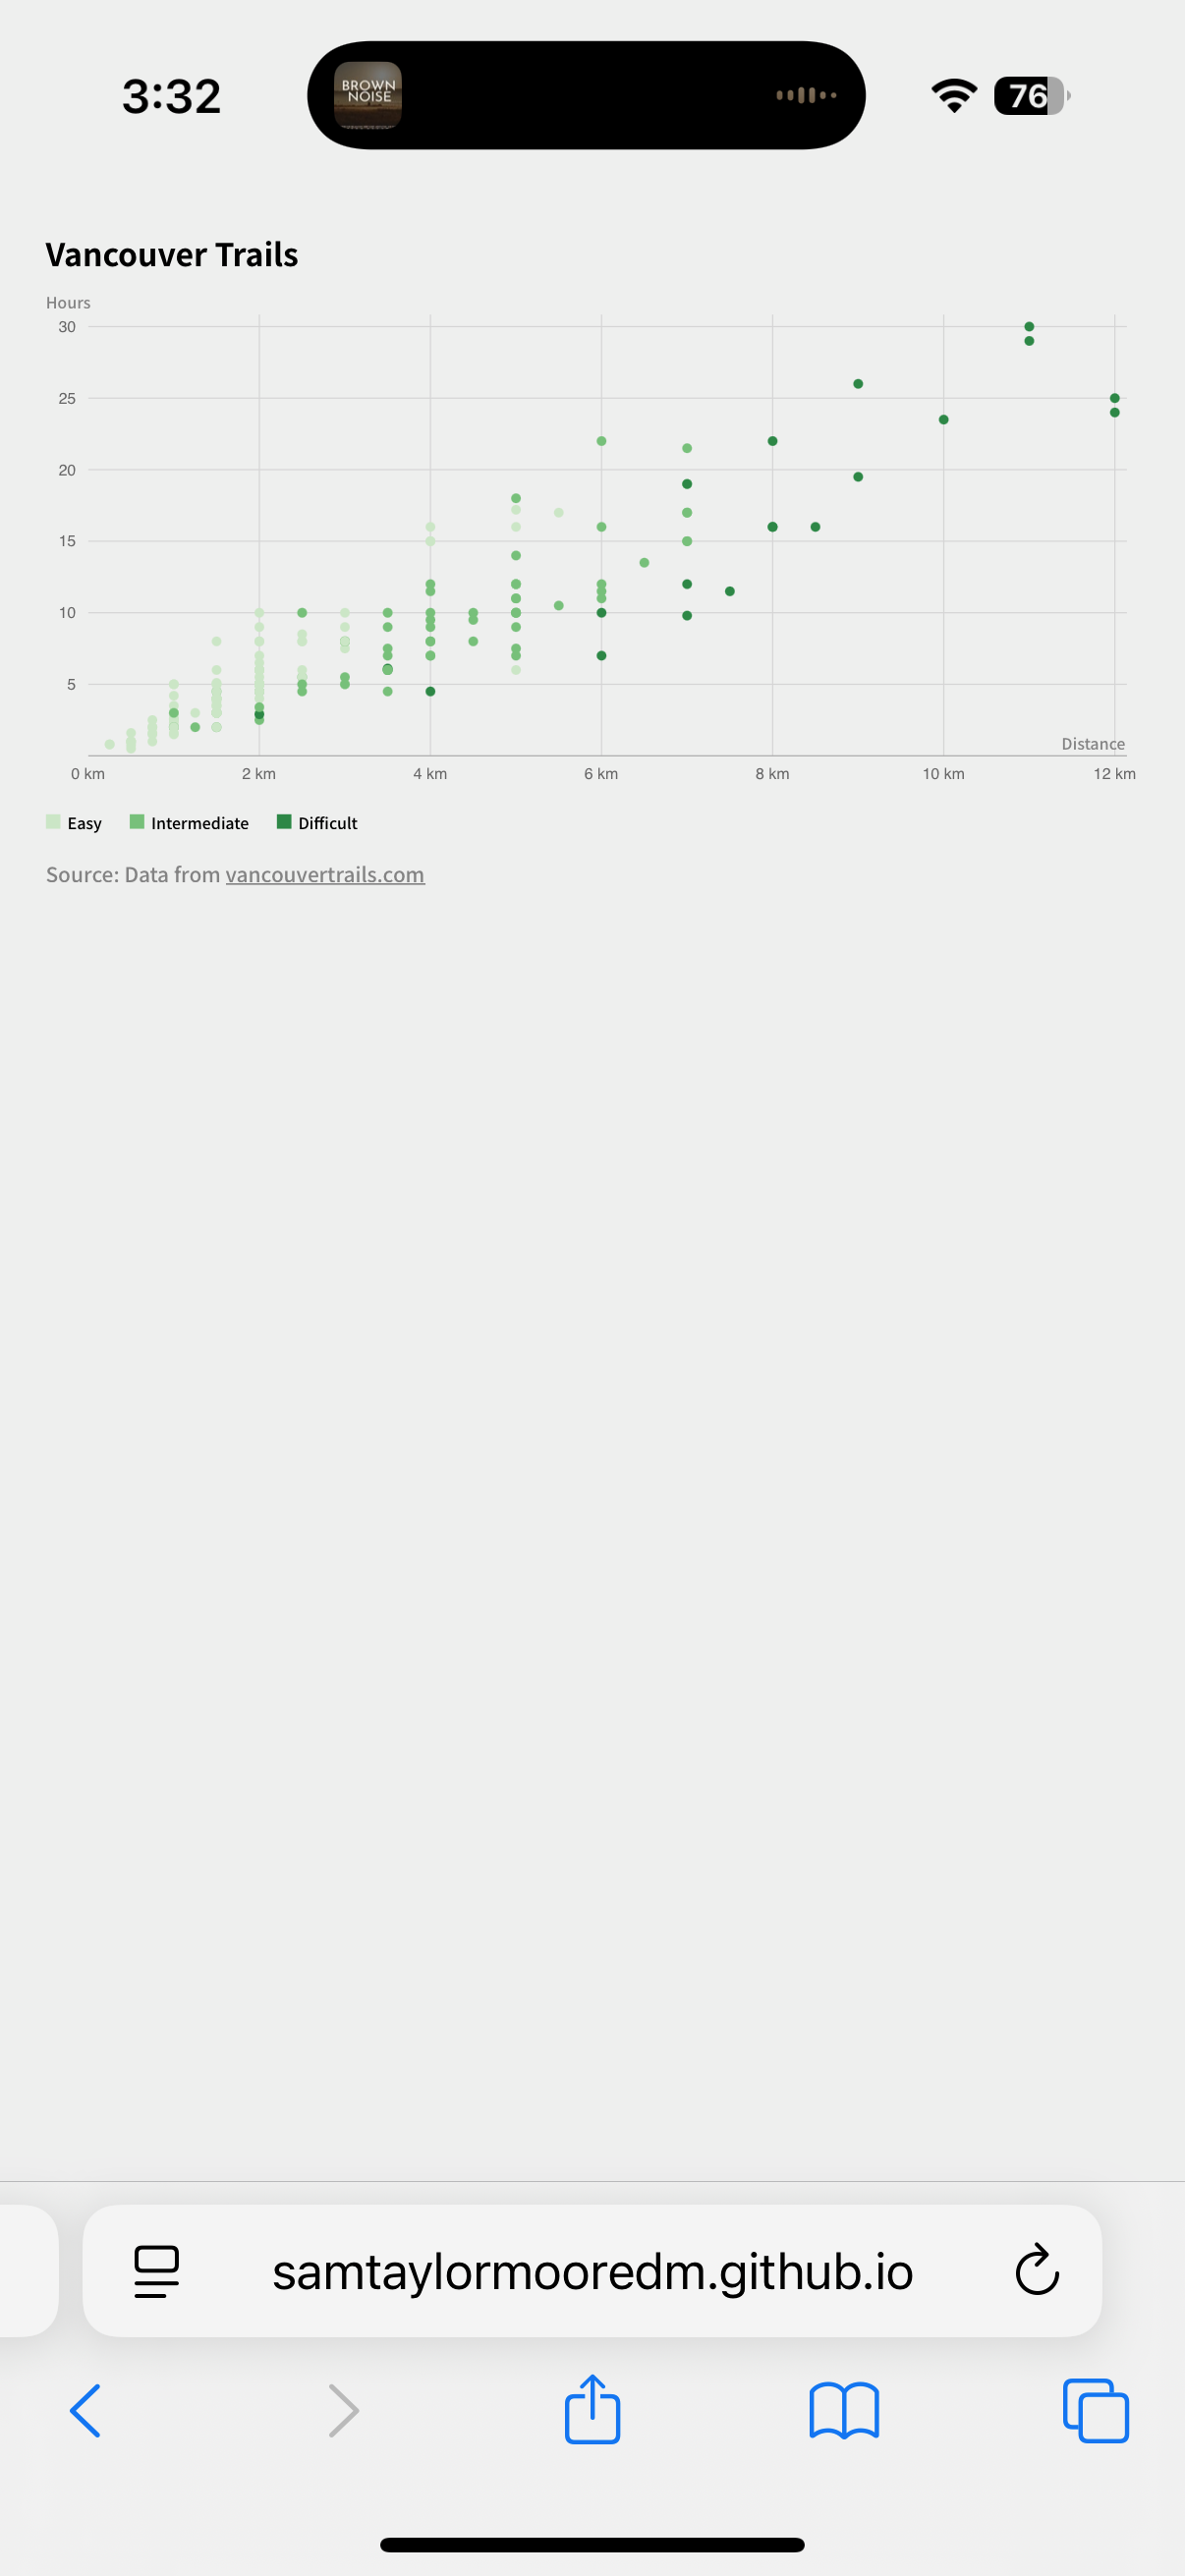 3:32
BROWN
NOISE
76
Vancouver Trails
Hours
30
25
20
15
10
5
Distance
0 km 2 km 4 km 6 km 8 km 10 km 12 km
Easy Intermediate Difficult
Source: Data from vancouvertrails.com
samtaylormooredm.github.io